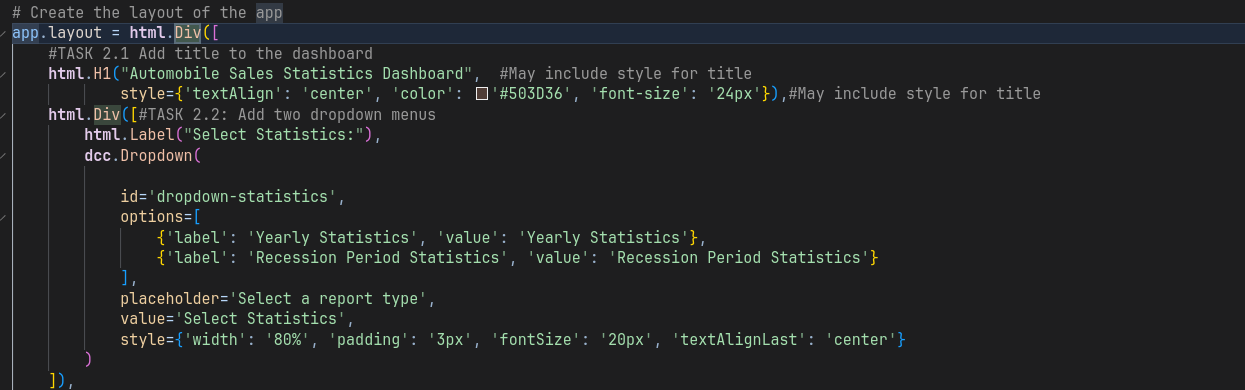 # Create the layout of the app
app.layout = html.Div([
    #TASK 2.1 Add title to the dashboard
    html.H1("Automobile Sales Statistics Dashboard",  #May include style for title
            style={'textAlign': 'center', 'color': '#503D36', 'font-size': '24px'}),#May include style for title
    html.Div([#TASK 2.2: Add two dropdown menus
        html.Label("Select Statistics:"),
        dcc.Dropdown(
            id='dropdown-statistics',
            options=[
                {'label': 'Yearly Statistics', 'value': 'Yearly Statistics'},
                {'label': 'Recession Period Statistics', 'value': 'Recession Period Statistics'}
            ],
            placeholder='Select a report type',
            value='Select Statistics',
            style={'width': '80%', 'padding': '3px', 'fontSize': '20px', 'textAlignLast': 'center'}
        )
    ]),